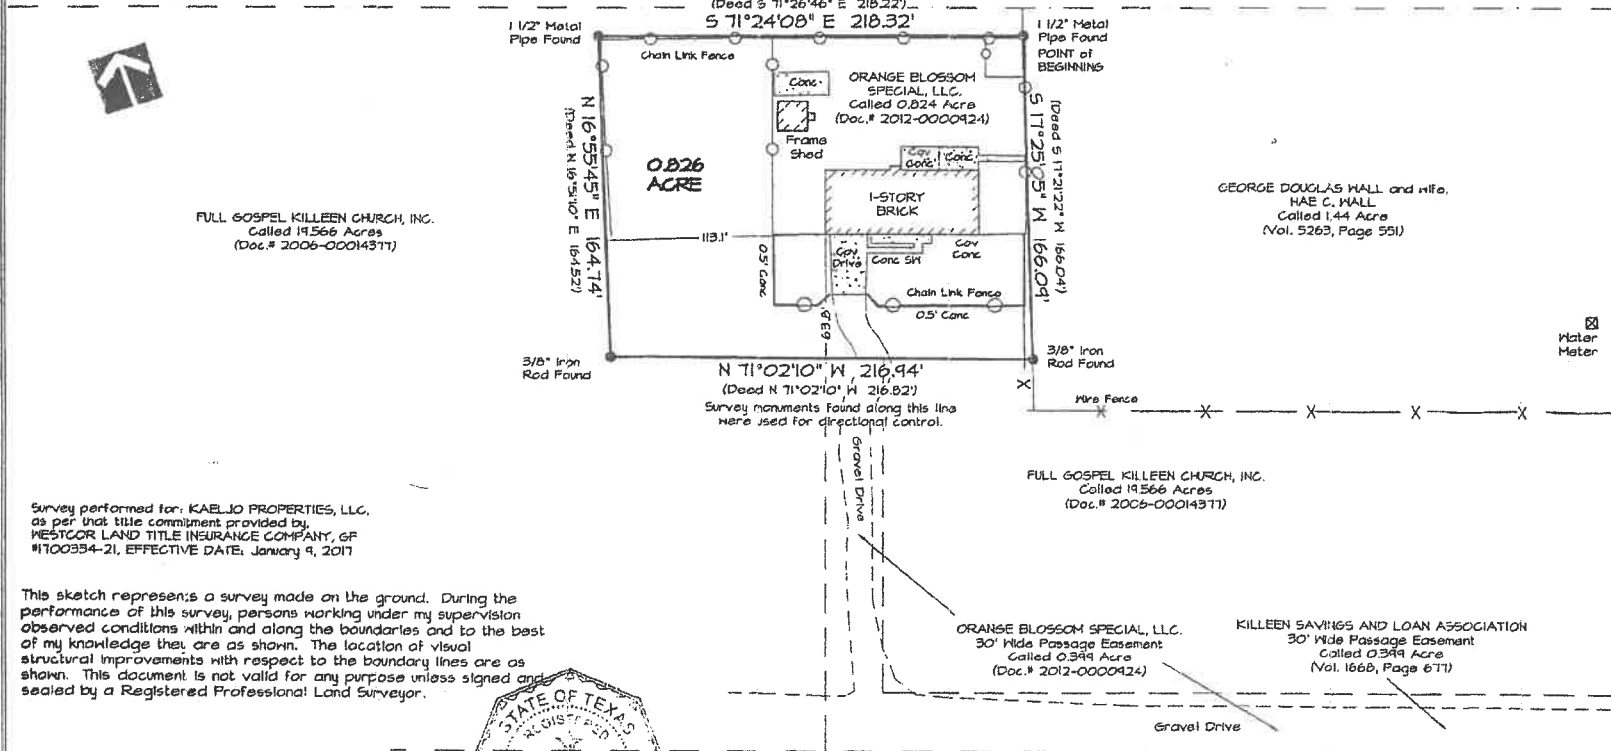 (Deed S 71°26'46" E 218.22')
S 71°24'08" E 218.32'
1 1/2" Metal
Pipe Found
1 1/2" Metal
Pipe Found
POINT of
BEGINNING
Chain Link Fence
Conc.
ORANGE BLOSSOM
SPECIAL, LLC.
Called 0.824 Acre
(Doc.# 2012-0000924)
Frame
Shed
N 16°55'45" E 164.74'
(Deed N 16°51'10" E 164.52')
0.826
ACRE
Cov
Conc
Conc
S 17°25'05" W 166.09'
(Deed S 17°21'22" W 166.04')
1-STORY
BRICK
GEORGE DOUGLAS WALL and wife,
HAE C. WALL
Called 1.44 Acre
(Vol. 5263, Page 551)
FULL GOSPEL KILLEEN CHURCH, INC.
Called 19.566 Acres
(Doc.# 2006-00014377)
113.1'
0.5' Conc
Cov
Drive
Conc SW
Cov
Conc
Chain Link Fence
0.5' Conc
63.8'
Water
Meter
3/8" Iron
Rod Found
3/8" Iron
Rod Found
N 71°02'10" W 216.94'
(Deed N 71°02'10" W 216.82')
Survey monuments found along this line
were used for directional control.
X
Wire Fence
X X X X X
Gravel Drive
FULL GOSPEL KILLEEN CHURCH, INC.
Called 19.566 Acres
(Doc.# 2006-00014377)
Survey performed for: KAELJO PROPERTIES, LLC,
as per that title commitment provided by,
WESTCOR LAND TITLE INSURANCE COMPANY, GF
#1700334-21, EFFECTIVE DATE: January 9, 2017
This sketch represents a survey made on the ground. During the
performance of this survey, persons working under my supervision
observed conditions within and along the boundaries and to the best
of my knowledge they are as shown. The location of visual
structural improvements with respect to the boundary lines are as
shown. This document is not valid for any purpose unless signed and
sealed by a Registered Professional Land Surveyor.
ORANGE BLOSSOM SPECIAL, LLC.
30' Wide Passage Easement
Called 0.399 Acre
(Doc.# 2012-0000924)
KILLEEN SAVINGS AND LOAN ASSOCIATION
30' Wide Passage Easement
Called 0.399 Acre
(Vol. 1668, Page 677)
Gravel Drive
STATE OF TEXAS
REGISTERED